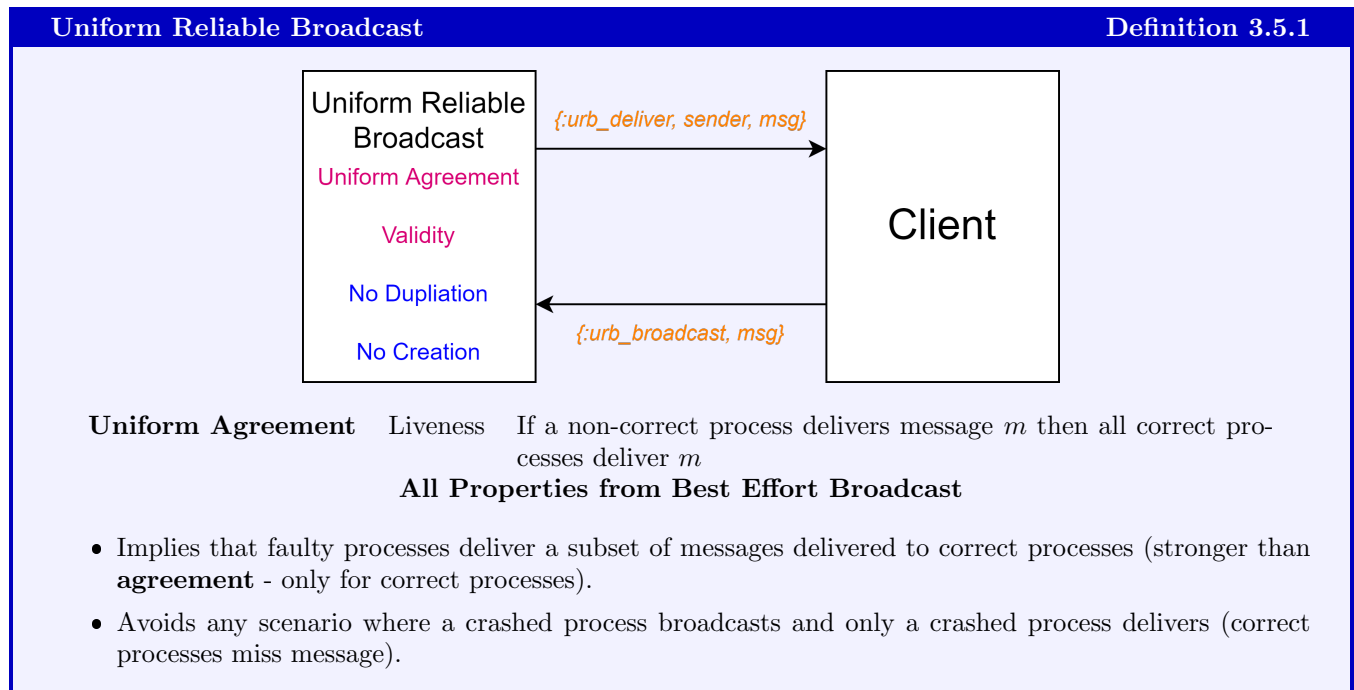 Uniform Reliable Broadcast Definition 3.5.1
Uniform Reliable
Broadcast
Uniform Agreement
Validity
No Dupliation
No Creation
{:urb_deliver, sender, msg}
{:urb_broadcast, msg}
Client
Uniform Agreement Liveness If a non-correct process delivers message m then all correct pro-
cesses deliver m
All Properties from Best Effort Broadcast
• Implies that faulty processes deliver a subset of messages delivered to correct processes (stronger than
agreement - only for correct processes).
• Avoids any scenario where a crashed process broadcasts and only a crashed process delivers (correct
processes miss message).